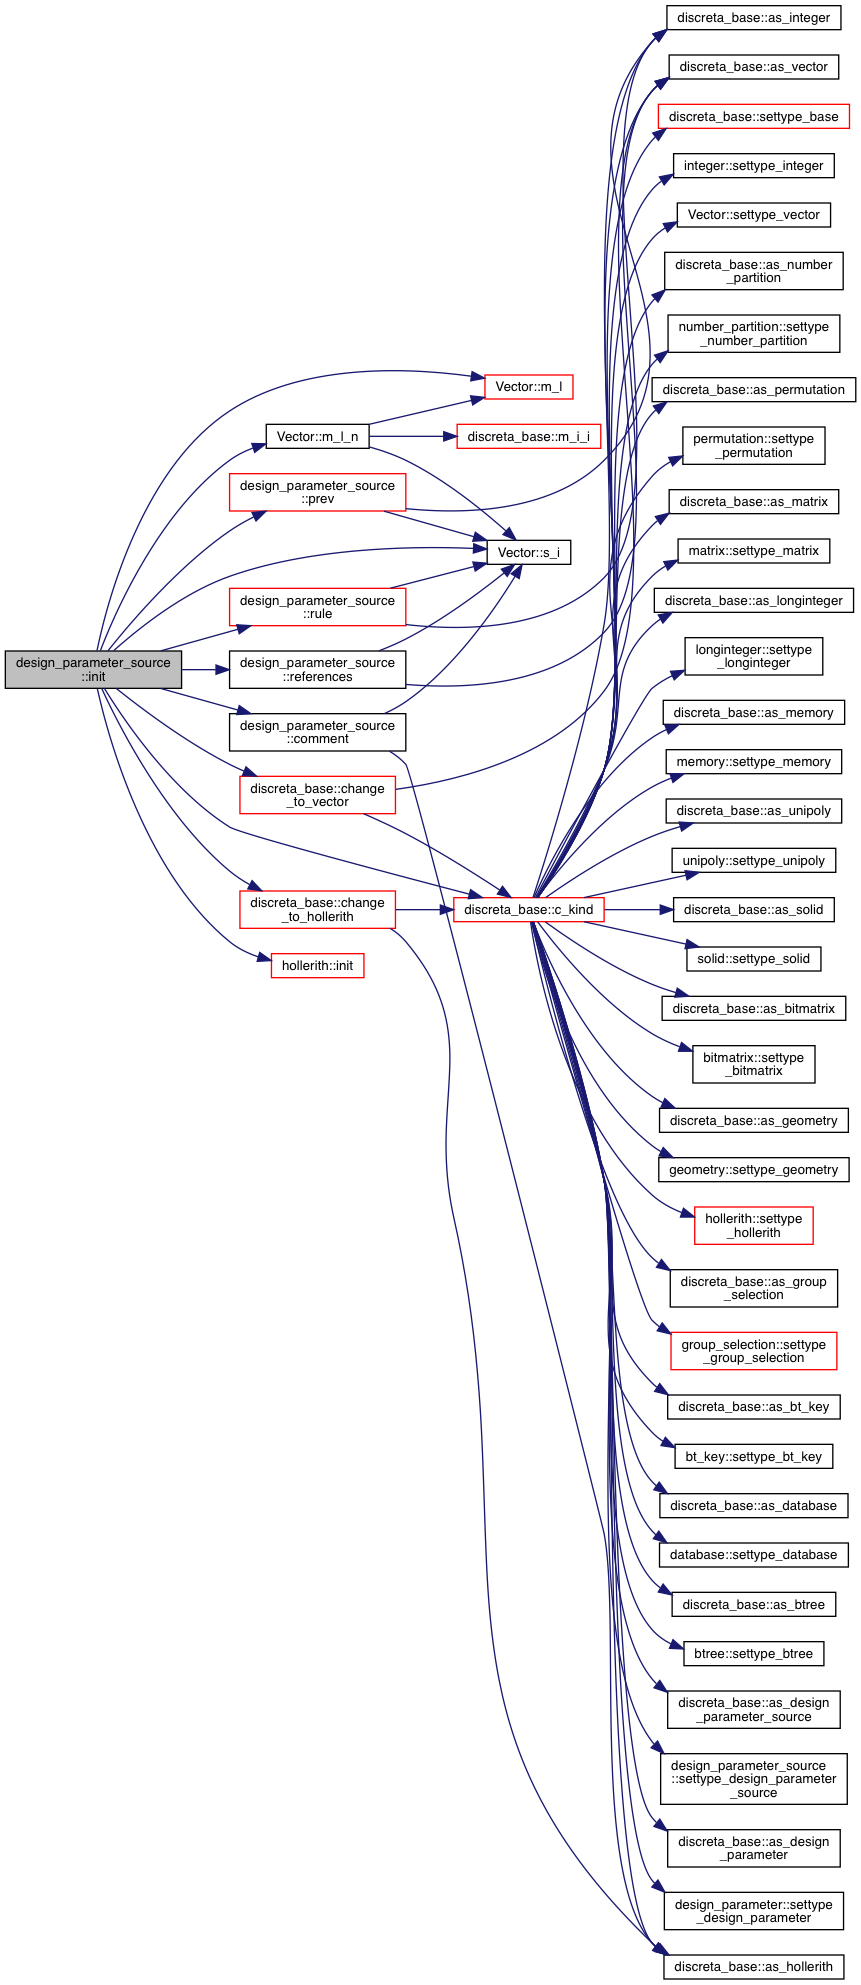 design_parameter_source
::init
Vector::m_l
Vector::m_l_n
discreta_base::m_i_i
design_parameter_source
::prev
Vector::s_i
design_parameter_source
::rule
design_parameter_source
::references
design_parameter_source
::comment
discreta_base::change
_to_vector
discreta_base::change
_to_hollerith
discreta_base::c_kind
hollerith::init
discreta_base::as_integer
discreta_base::as_vector
discreta_base::settype_base
integer::settype_integer
Vector::settype_vector
discreta_base::as_number
_partition
number_partition::settype
_number_partition
discreta_base::as_permutation
permutation::settype
_permutation
discreta_base::as_matrix
matrix::settype_matrix
discreta_base::as_longinteger
longinteger::settype
_longinteger
discreta_base::as_memory
memory::settype_memory
discreta_base::as_unipoly
unipoly::settype_unipoly
discreta_base::as_solid
solid::settype_solid
discreta_base::as_bitmatrix
bitmatrix::settype
_bitmatrix
discreta_base::as_geometry
geometry::settype_geometry
hollerith::settype
_hollerith
discreta_base::as_group
_selection
group_selection::settype
_group_selection
discreta_base::as_bt_key
bt_key::settype_bt_key
discreta_base::as_database
database::settype_database
discreta_base::as_btree
btree::settype_btree
discreta_base::as_design
_parameter_source
design_parameter_source
::settype_design_parameter
_source
discreta_base::as_design
_parameter
design_parameter::settype
_design_parameter
discreta_base::as_hollerith